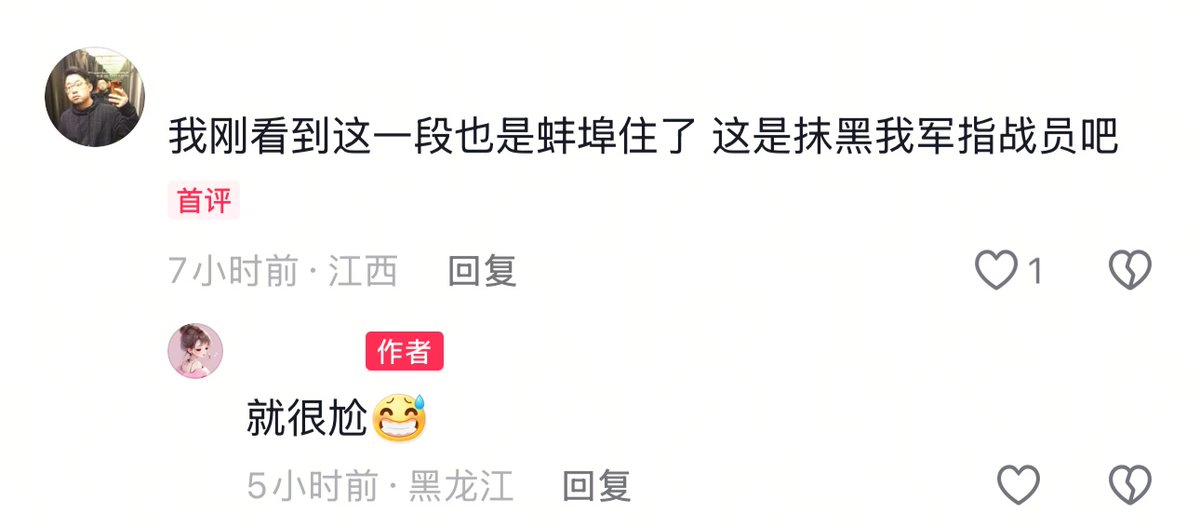 我刚看到这一段也是蚌埠住了 这是抹黑我军指战员吧
首评
7小时前 · 江西 回复 1
作者
就很尬😅
5小时前 · 黑龙江 回复